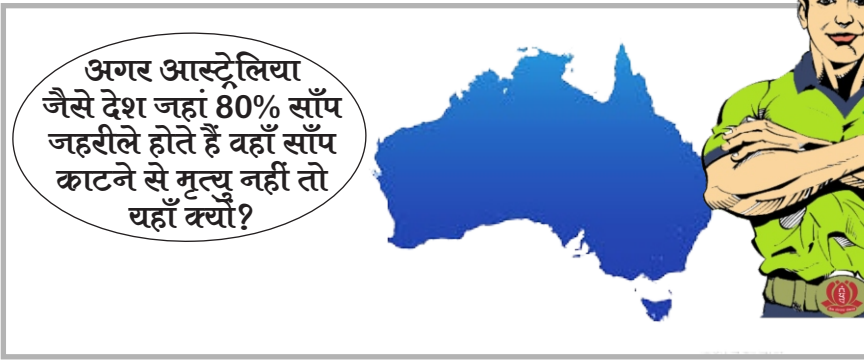 अगर आस्ट्रेलिया
जैसे देश जहां 80% साँप
जहरीले होते हैं वहाँ साँप
काटने से मृत्यु नहीं तो
यहाँ क्यों?